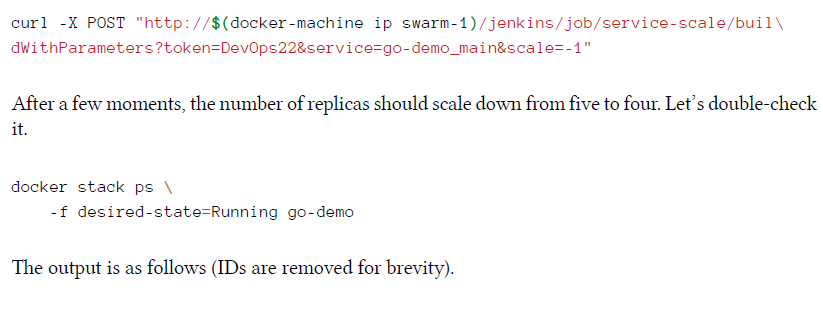 curl -X POST "http://$(docker-machine ip swarm-1)/jenkins/job/service-scale/buil\
dWithParameters?token=DevOps22&service=go-demo_main&scale=-1"
After a few moments, the number of replicas should scale down from five to four. Let’s double-check
it.
docker stack ps \
    -f desired-state=Running go-demo
The output is as follows (IDs are removed for brevity).